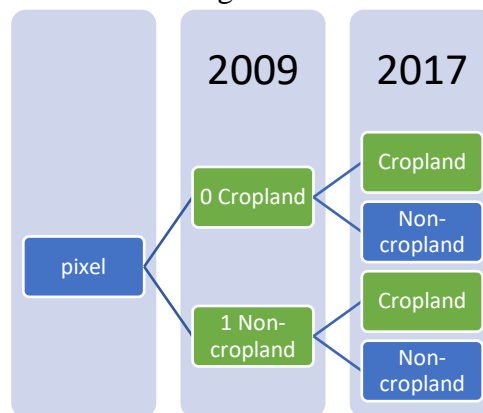 2009
2017
pixel
0 Cropland
1 Non-
cropland
Cropland
Non-
cropland
Cropland
Non-
cropland